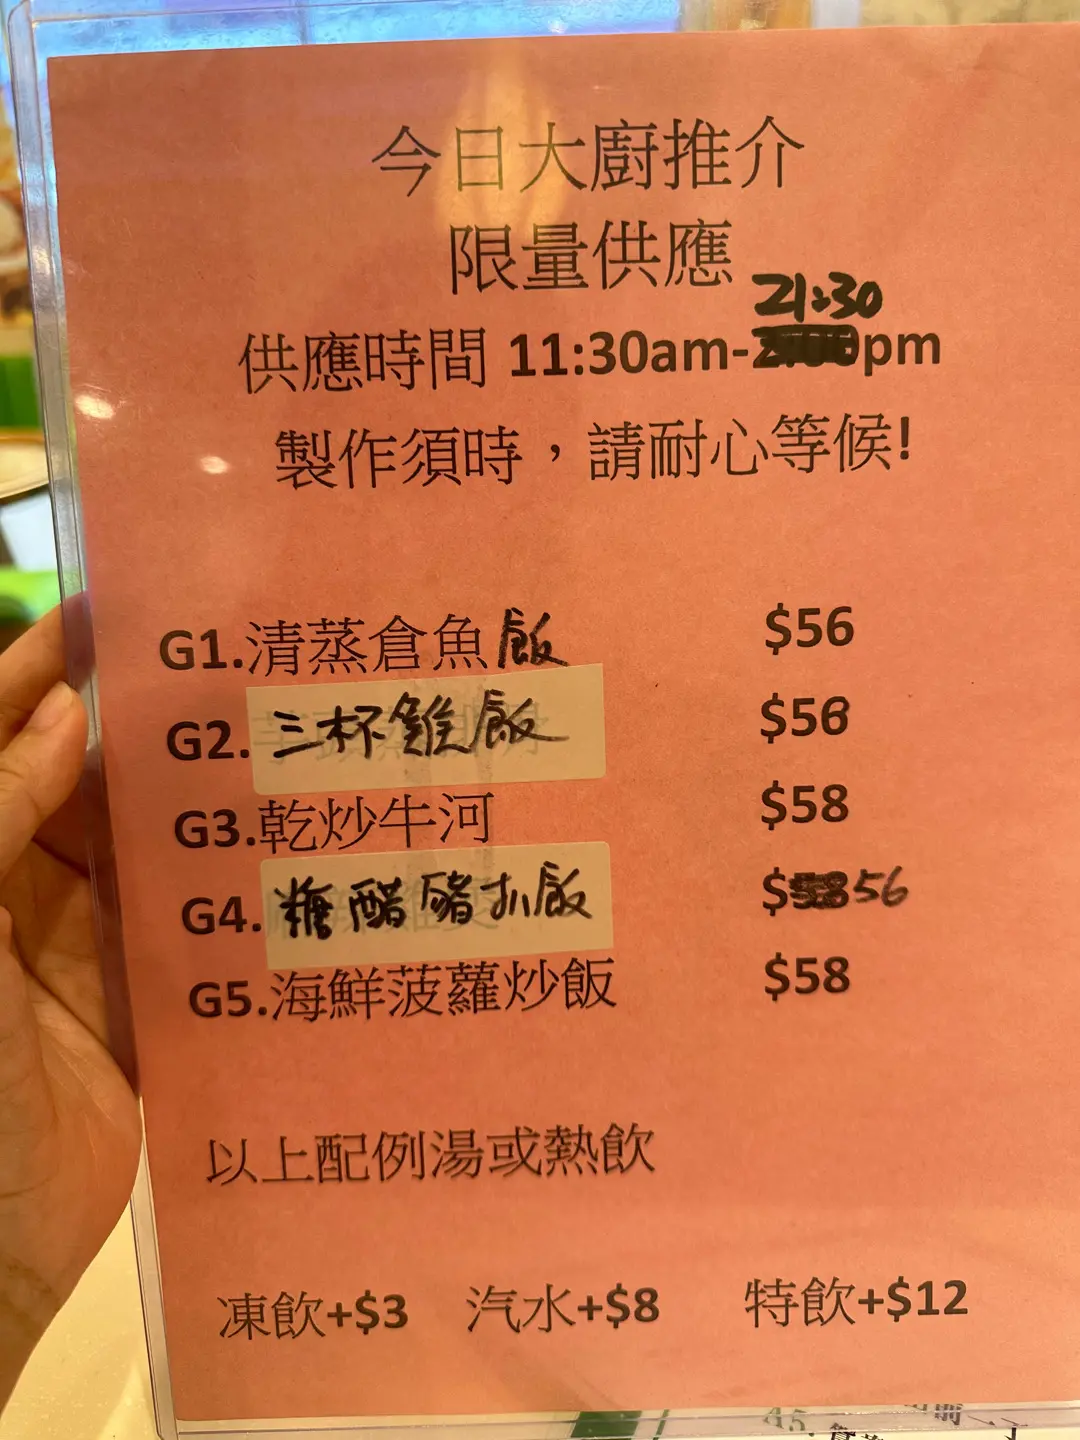 今日大廚推介
限量供應
21:30
供應時間 11:30am-pm
製作須時，請耐心等候!
G1.清蒸倉魚飯 $56
G2.三杯雞飯 $56
G3.乾炒牛河 $58
G4.糖醋豬扒飯 $56
G5.海鮮菠蘿炒飯 $58
以上配例湯或熱飲
凍飲+$3 汽水+$8 特飲+$12